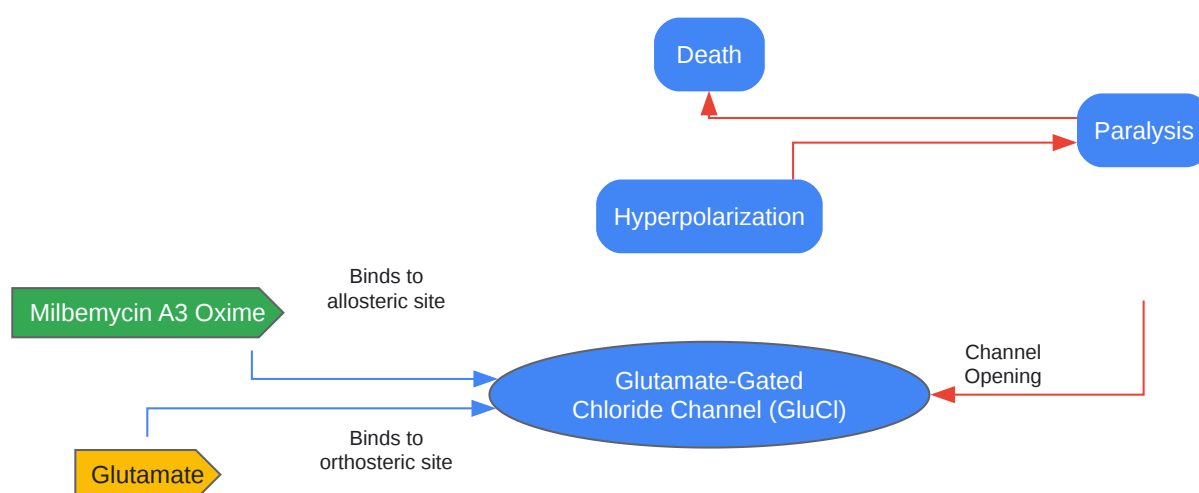 Death
Paralysis
Hyperpolarization
Binds to
allosteric site
Milbemycin A3 Oxime
Channel
Opening
Glutamate-Gated
Chloride Channel (GluCl)
Binds to
orthosteric site
Glutamate